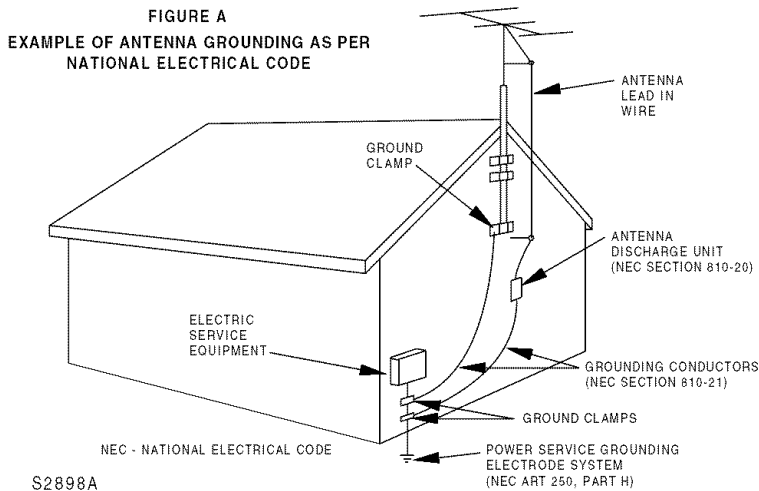 FIGURE A
EXAMPLE OF ANTENNA GROUNDING AS PER
NATIONAL ELECTRICAL CODE
ANTENNA
LEAD IN
WIRE
GROUND
CLAMP
ANTENNA
DISCHARGE UNIT
(NEC SECTION 810-20)
ELECTRIC
SERVICE
EQUIPMENT
GROUNDING CONDUCTORS
(NEC SECTION 810-21)
GROUND CLAMPS
NEC - NATIONAL ELECTRICAL CODE
POWER SERVICE GROUNDING
ELECTRODE SYSTEM
(NEC ART 250, PART H)
S2898A